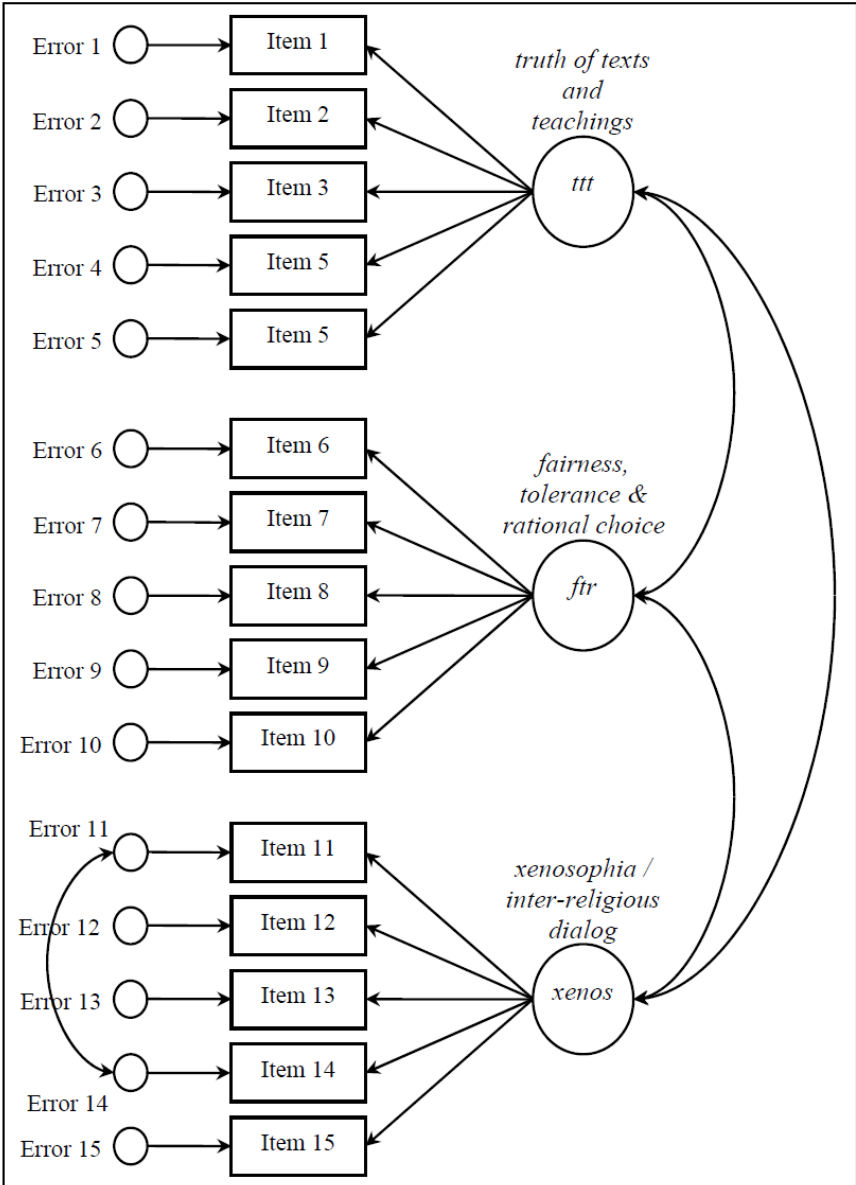 Error 1
Item 1
truth of texts
and
teachings
Error 2
Item 2
Error 3
Item 3
ttt
Error 4
Item 5
Error 5
Item 5
Error 6
Item 6
fairness,
tolerance &
rational choice
Error 7
Item 7
Error 8
Item 8
ftr
Error 9
Item 9
Error 10
Item 10
Error 11
Item 11
xenosophia /
inter-religious
dialog
Error 12
Item 12
Error 13
Item 13
xenos
Error 14
Item 14
Error 15
Item 15